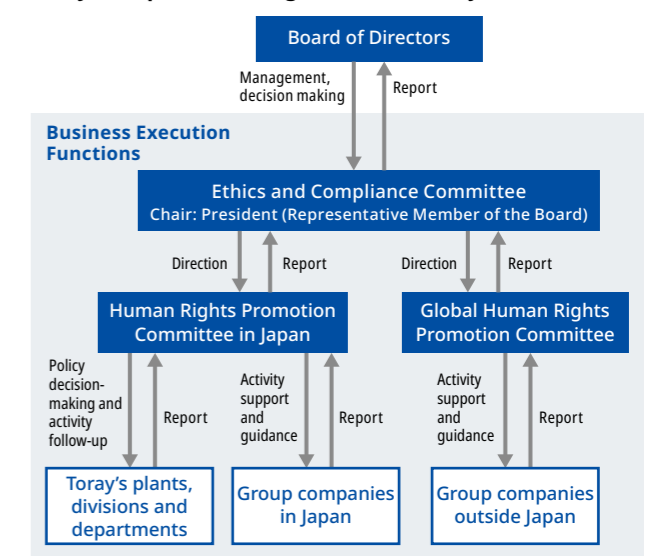 Board of Directors
Management,
decision making
Report
Business Execution
Functions
Ethics and Compliance Committee
Chair: President (Representative Member of the Board)
Direction
Report
Direction
Report
Human Rights Promotion
Committee in Japan
Global Human Rights
Promotion Committee
Policy
decision-
making and
activity
follow-up
Report
Activity
support
and
guidance
Report
Activity
support
and
guidance
Report
Toray's plants,
divisions and
departments
Group companies
in Japan
Group companies
outside Japan